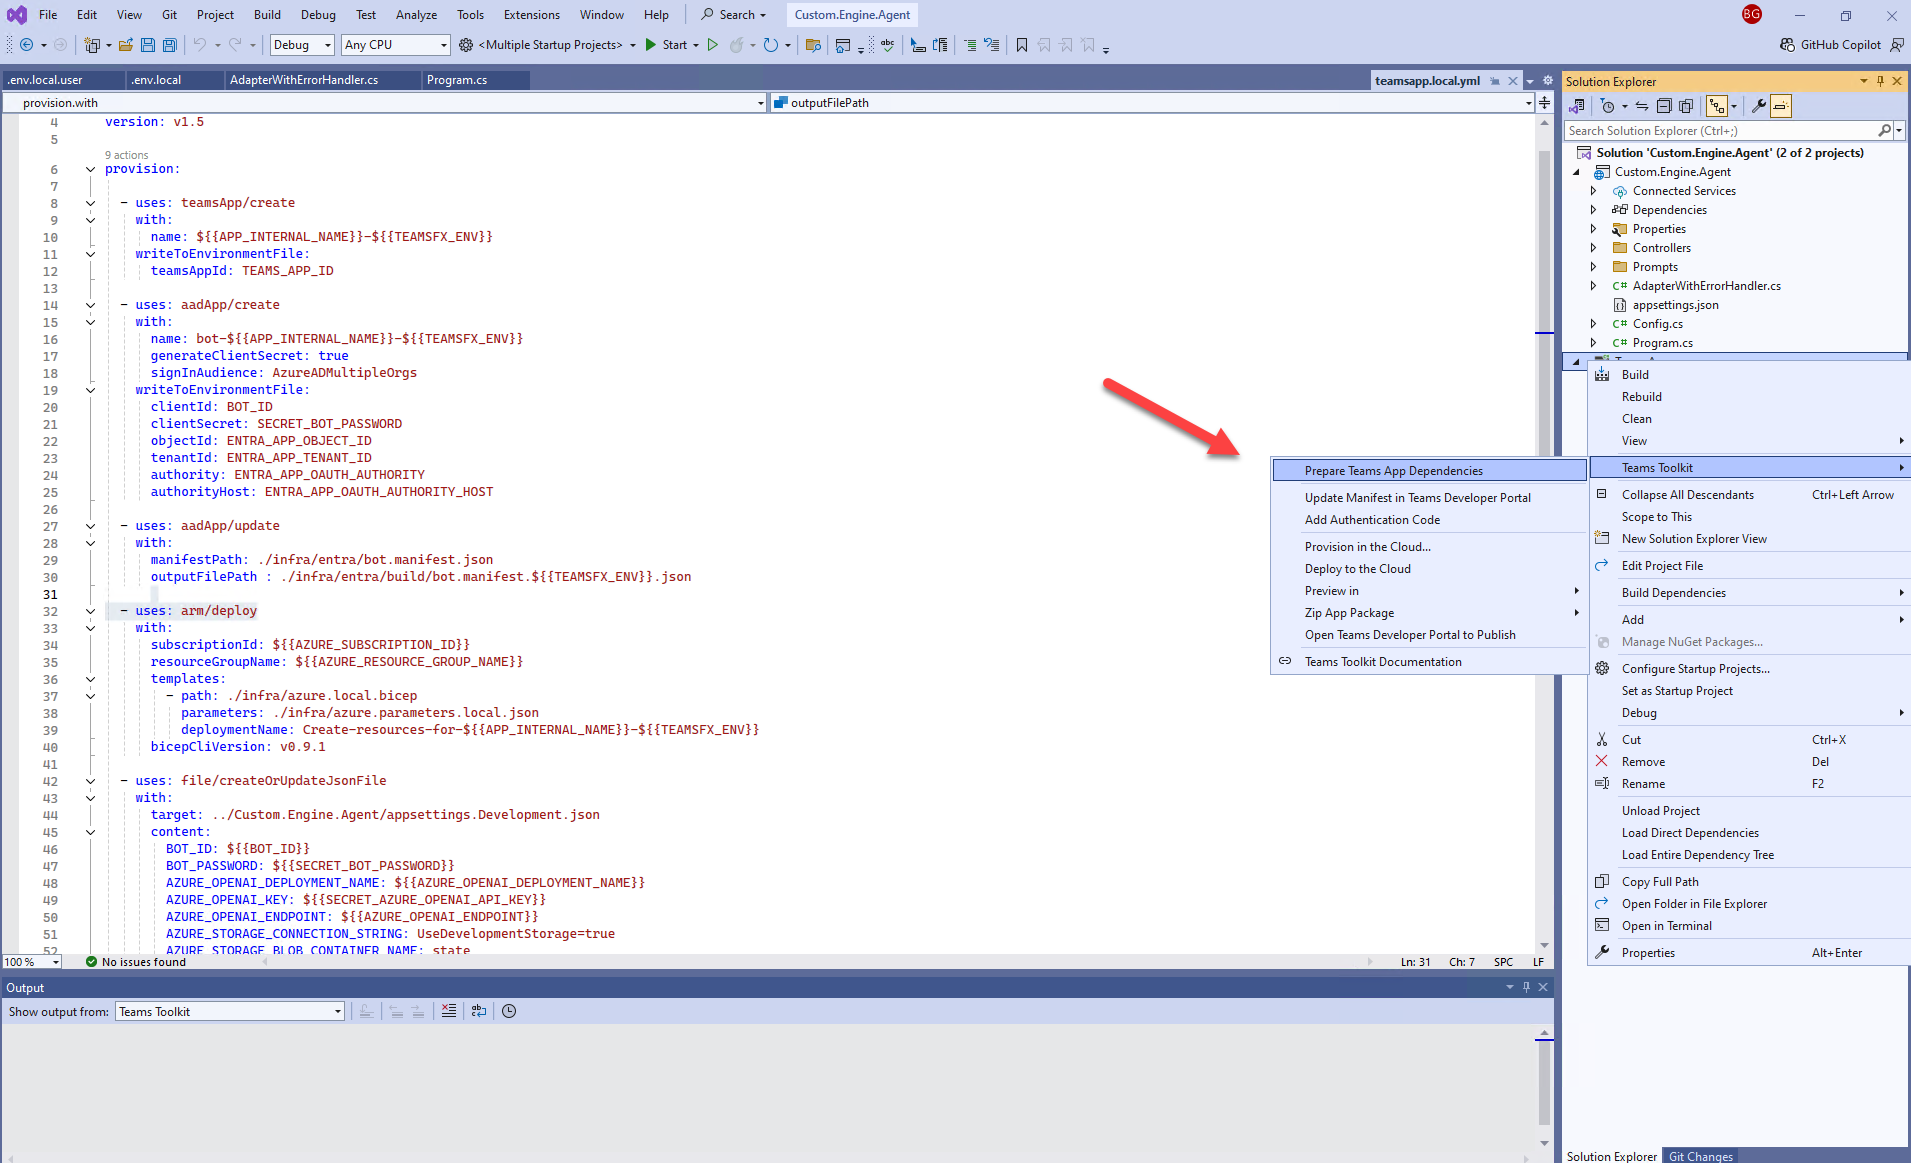 File Edit View Git Project Build Debug Test Analyze Tools Extensions Window Help Search Custom.Engine.Agent BG
Debug Any CPU <Multiple Startup Projects> Start GitHub Copilot
.env.local.user .env.local AdapterWithErrorHandler.cs Program.cs teamsapp.local.yml
provision.with outputFilePath
4 version: v1.5
5
9 actions
6 provision:
7
8 - uses: teamsApp/create
9 with:
10 name: ${{APP_INTERNAL_NAME}}-${{TEAMSFX_ENV}}
11 writeToEnvironmentFile:
12 teamsAppId: TEAMS_APP_ID
13
14 - uses: aadApp/create
15 with:
16 name: bot-${{APP_INTERNAL_NAME}}-${{TEAMSFX_ENV}}
17 generateClientSecret: true
18 signInAudience: AzureADMultipleOrgs
19 writeToEnvironmentFile:
20 clientId: BOT_ID
21 clientSecret: SECRET_BOT_PASSWORD
22 objectId: ENTRA_APP_OBJECT_ID
23 tenantId: ENTRA_APP_TENANT_ID
24 authority: ENTRA_APP_OAUTH_AUTHORITY
25 authorityHost: ENTRA_APP_OAUTH_AUTHORITY_HOST
26
27 - uses: aadApp/update
28 with:
29 manifestPath: ./infra/entra/bot.manifest.json
30 outputFilePath : ./infra/entra/build/bot.manifest.${{TEAMSFX_ENV}}.json
31
32 - uses: arm/deploy
33 with:
34 subscriptionId: ${{AZURE_SUBSCRIPTION_ID}}
35 resourceGroupName: ${{AZURE_RESOURCE_GROUP_NAME}}
36 templates:
37 - path: ./infra/azure.local.bicep
38 parameters: ./infra/azure.parameters.local.json
39 deploymentName: Create-resources-for-${{APP_INTERNAL_NAME}}-${{TEAMSFX_ENV}}
40 bicepCliVersion: v0.9.1
41
42 - uses: file/createOrUpdateJsonFile
43 with:
44 target: ../Custom.Engine.Agent/appsettings.Development.json
45 content:
46 BOT_ID: ${{BOT_ID}}
47 BOT_PASSWORD: ${{SECRET_BOT_PASSWORD}}
48 AZURE_OPENAI_DEPLOYMENT_NAME: ${{AZURE_OPENAI_DEPLOYMENT_NAME}}
49 AZURE_OPENAI_KEY: ${{SECRET_AZURE_OPENAI_API_KEY}}
50 AZURE_OPENAI_ENDPOINT: ${{AZURE_OPENAI_ENDPOINT}}
51 AZURE_STORAGE_CONNECTION_STRING: UseDevelopmentStorage=true
52 AZURE_STORAGE_BLOB_CONTAINER_NAME: state
100 % No issues found Ln: 31 Ch: 7 SPC LF
Output
Show output from: Teams Toolkit
Prepare Teams App Dependencies
Update Manifest in Teams Developer Portal
Add Authentication Code
Provision in the Cloud...
Deploy to the Cloud
Preview in
Zip App Package
Open Teams Developer Portal to Publish
Teams Toolkit Documentation
Solution Explorer
Search Solution Explorer (Ctrl+;)
Solution 'Custom.Engine.Agent' (2 of 2 projects)
Custom.Engine.Agent
Connected Services
Dependencies
Properties
Controllers
Prompts
C# AdapterWithErrorHandler.cs
appsettings.json
C# Config.cs
C# Program.cs
Build
Rebuild
Clean
View
Teams Toolkit
Collapse All Descendants Ctrl+Left Arrow
Scope to This
New Solution Explorer View
Edit Project File
Build Dependencies
Add
Manage NuGet Packages...
Configure Startup Projects...
Set as Startup Project
Debug
Cut Ctrl+X
Remove Del
Rename F2
Unload Project
Load Direct Dependencies
Load Entire Dependency Tree
Copy Full Path
Open Folder in File Explorer
Open in Terminal
Properties Alt+Enter
Solution Explorer Git Changes